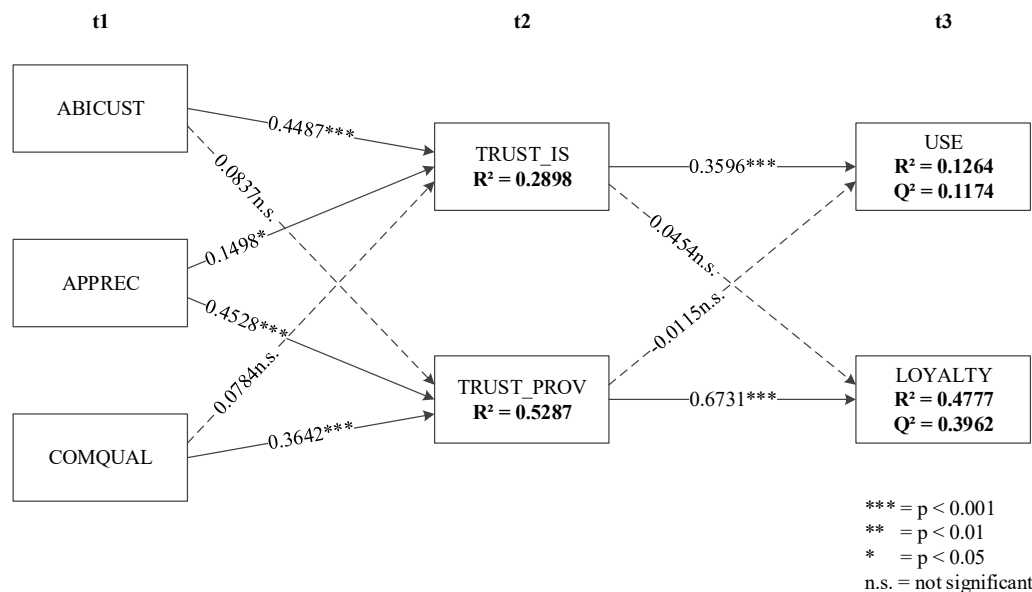 t1
t2
t3
ABICUST
APPREC
COMQUAL
0.4487***
0.0837n.s.
0.1498*
0.4528***
0.0784n.s.
0.3642***
TRUST_IS
R² = 0.2898
TRUST_PROV
R² = 0.5287
0.3596***
0.0454n.s.
-0.0115n.s.
0.6731***
USE
R² = 0.1264
Q² = 0.1174
LOYALTY
R² = 0.4777
Q² = 0.3962
*** = p < 0.001
** = p < 0.01
* = p < 0.05
n.s. = not significant